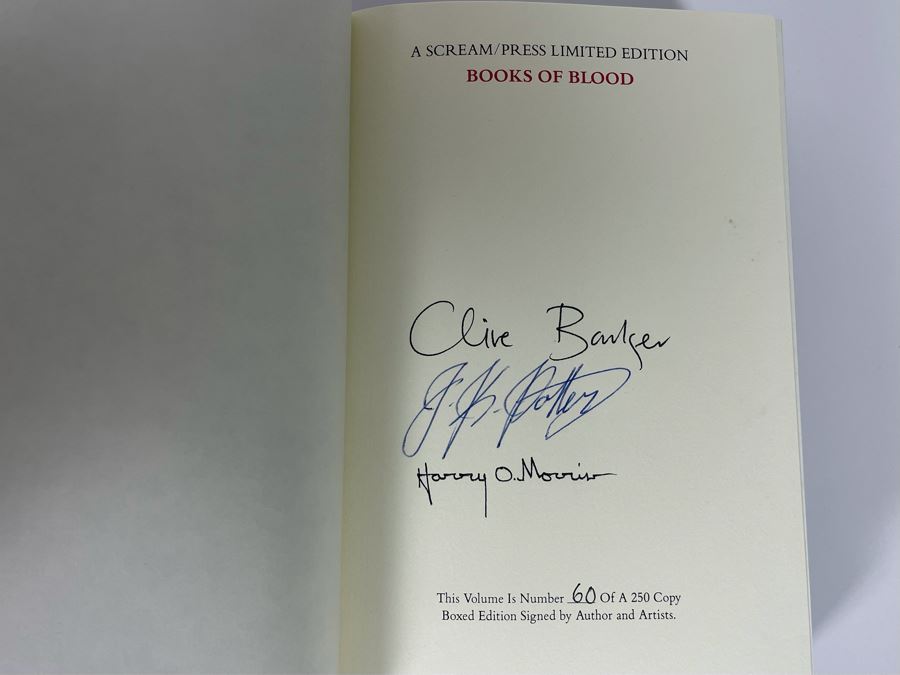 A SCREAM/PRESS LIMITED EDITION
BOOKS OF BLOOD
Clive Barker
J. K. Potter
Harry O. Morris
This Volume Is Number 60 Of A 250 Copy
Boxed Edition Signed by Author and Artists.